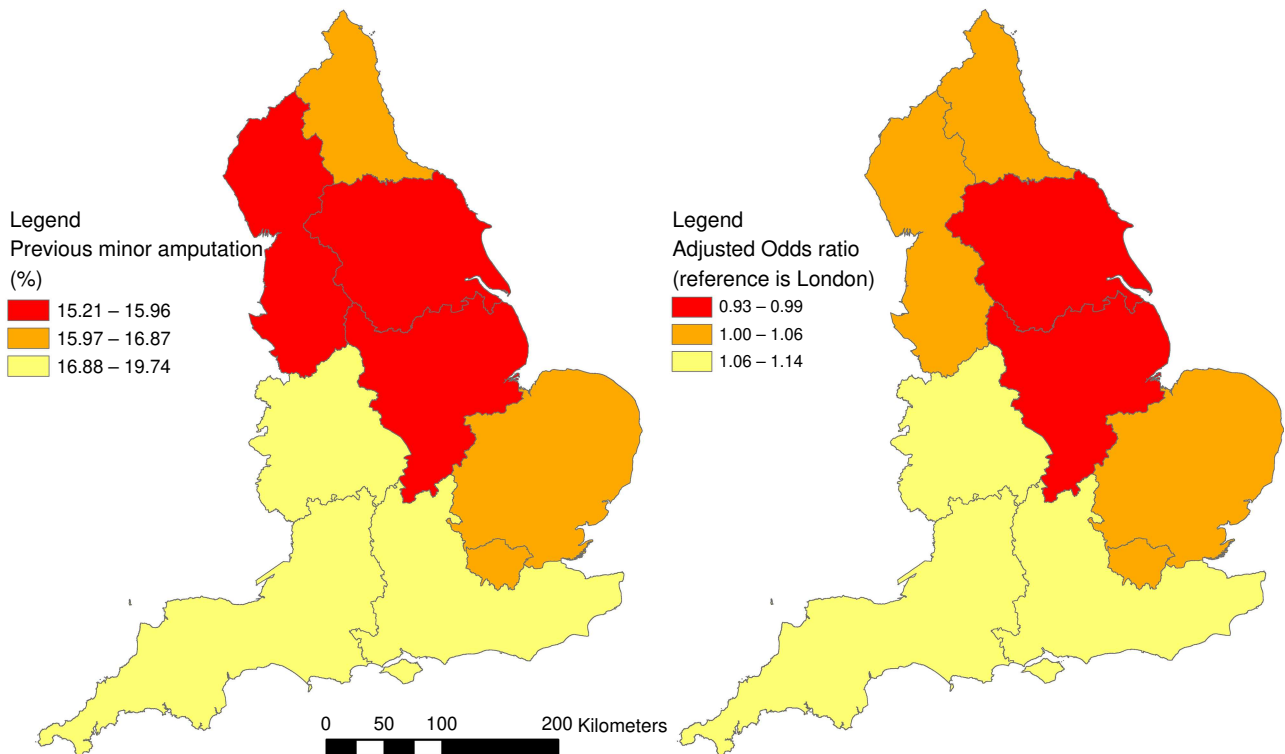 Legend
Previous minor amputation
(%)
15.21 – 15.96
15.97 – 16.87
16.88 – 19.74
Legend
Adjusted Odds ratio
(reference is London)
0.93 – 0.99
1.00 – 1.06
1.06 – 1.14
0 50 100 200 Kilometers